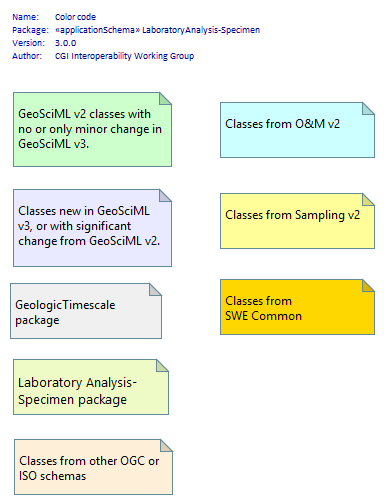 Name: Color code
Package: «applicationSchema» LaboratoryAnalysis-Specimen
Version: 3.0.0
Author: CGI Interoperability Working Group
GeoSciML v2 classes with
no or only minor change in
GeoSciML v3.
Classes from O&M v2
Classes new in GeoSciML
v3, or with significant
change from GeoSciML v2.
Classes from Sampling v2
GeologicTimescale
package
Classes from
SWE Common
Laboratory Analysis-
Specimen package
Classes from other OGC or
ISO schemas